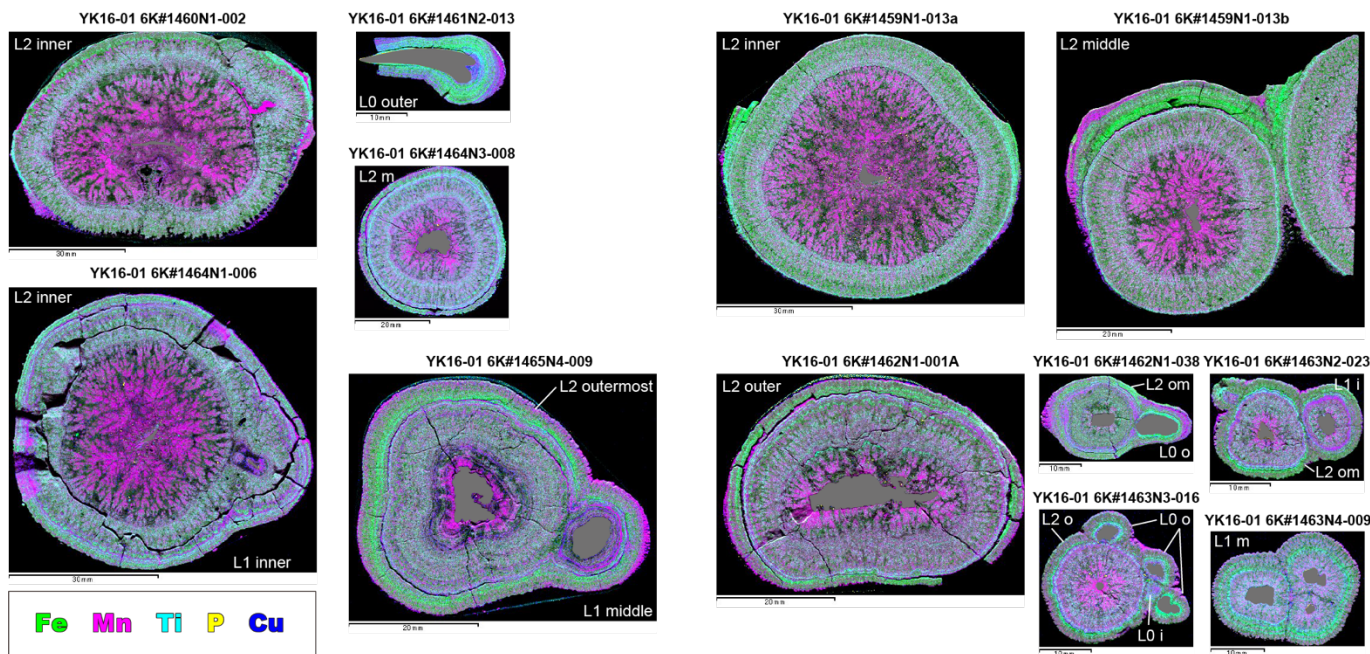 YK16-01 6K#1460N1-002
L2 inner
30mm
YK16-01 6K#1461N2-013
L0 outer
10mm
YK16-01 6K#1464N3-008
L2 m
20mm
YK16-01 6K#1464N1-006
L2 inner
L1 inner
30mm
YK16-01 6K#1465N4-009
L2 outermost
L1 middle
20mm
Fe Mn Ti P Cu
YK16-01 6K#1459N1-013a
L2 inner
30mm
YK16-01 6K#1459N1-013b
L2 middle
20mm
YK16-01 6K#1462N1-001A
L2 outer
20mm
YK16-01 6K#1462N1-038
L2 om
L0 o
10mm
YK16-01 6K#1463N2-023
L1 i
L2 om
10mm
YK16-01 6K#1463N3-016
L2 o
L0 o
L0 i
10mm
YK16-01 6K#1463N4-009
L1 m
10mm